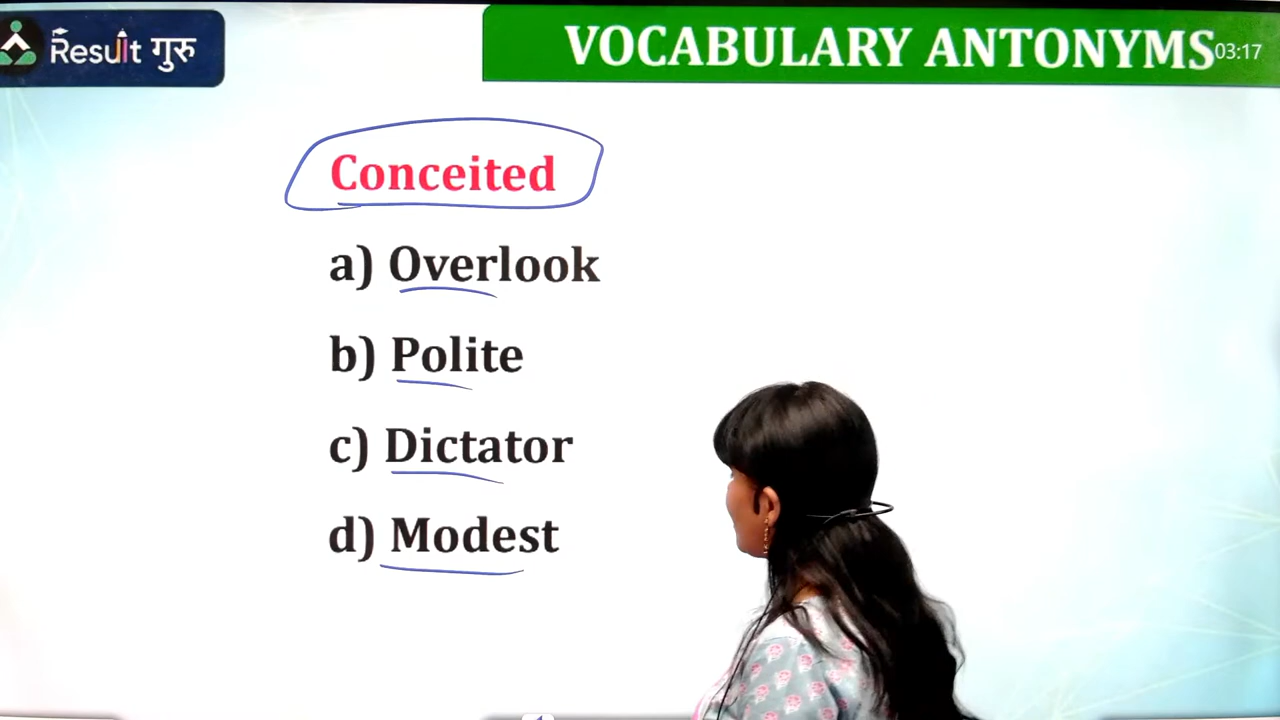 Result गुरु
VOCABULARY ANTONYMS
03:17
Conceited
a) Overlook
b) Polite
c) Dictator
d) Modest